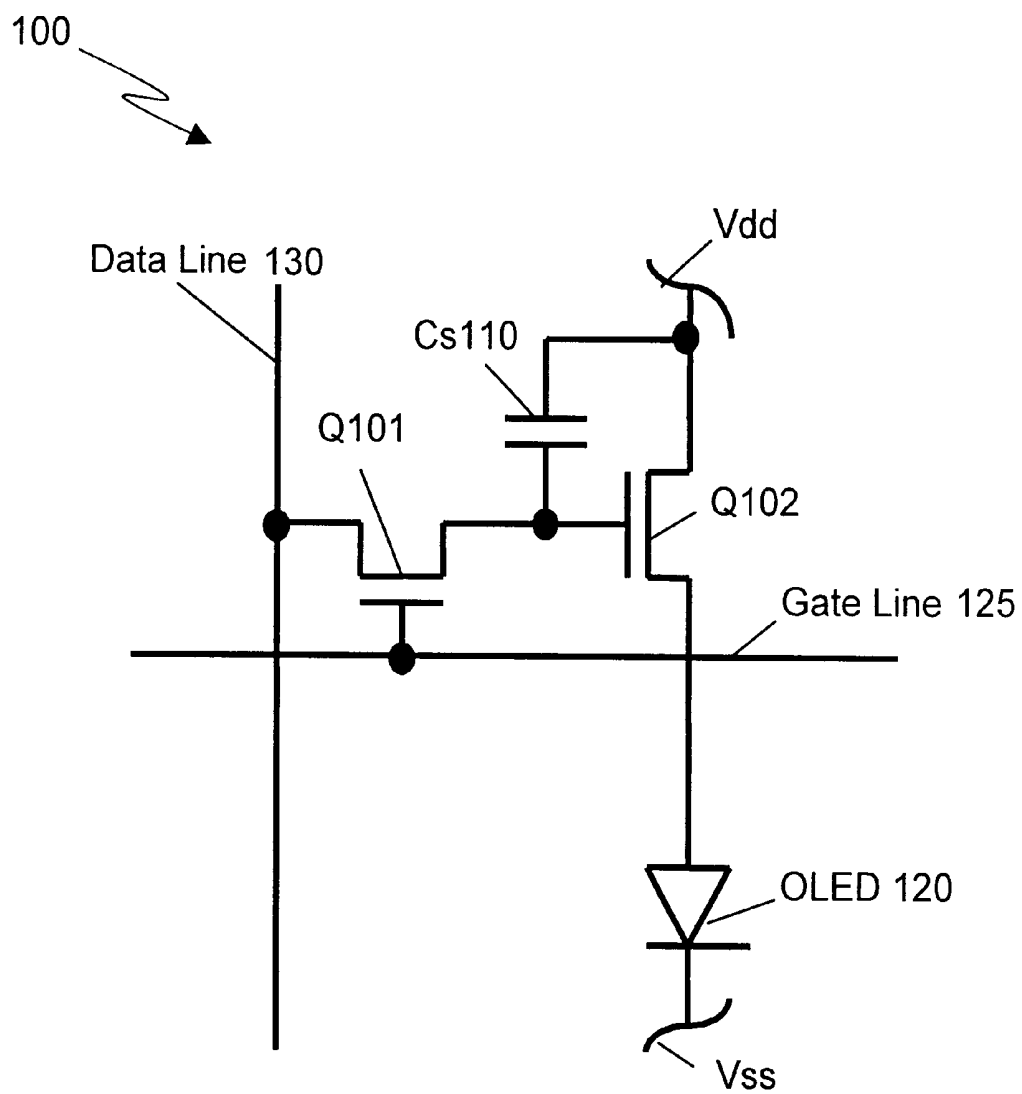 100
Vdd
Data Line 130
Cs110
Q101
Q102
Gate Line 125
OLED 120
Vss